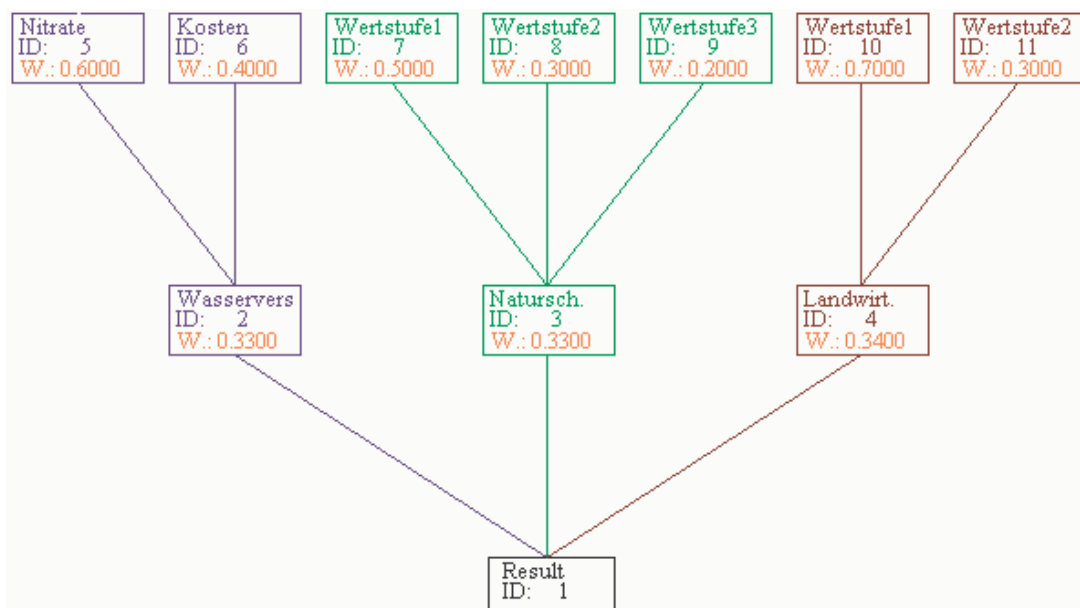 Nitrate
ID: 5
W.: 0.6000
Kosten
ID: 6
W.: 0.4000
Wertstufe1
ID: 7
W.: 0.5000
Wertstufe2
ID: 8
W.: 0.3000
Wertstufe3
ID: 9
W.: 0.2000
Wertstufe1
ID: 10
W.: 0.7000
Wertstufe2
ID: 11
W.: 0.3000
Wasservers
ID: 2
W.: 0.3300
Natursch.
ID: 3
W.: 0.3300
Landwirt.
ID: 4
W.: 0.3400
Result
ID: 1